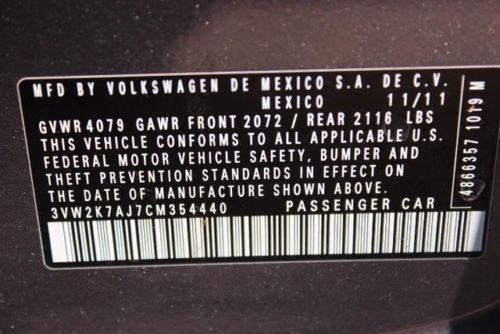 MFD BY VOLKSWAGEN DE MEXICO S.A. DE C.V.
MEXICO 11/11
GVWR 4079 GAWR FRONT 2072 / REAR 2116 LBS
THIS VEHICLE CONFORMS TO ALL APPLICABLE U.S.
FEDERAL MOTOR VEHICLE SAFETY, BUMPER AND
THEFT PREVENTION STANDARDS IN EFFECT ON
THE DATE OF MANUFACTURE SHOWN ABOVE.
3VW2K7AJ7CM354440 PASSENGER CAR
4866357 1019 M